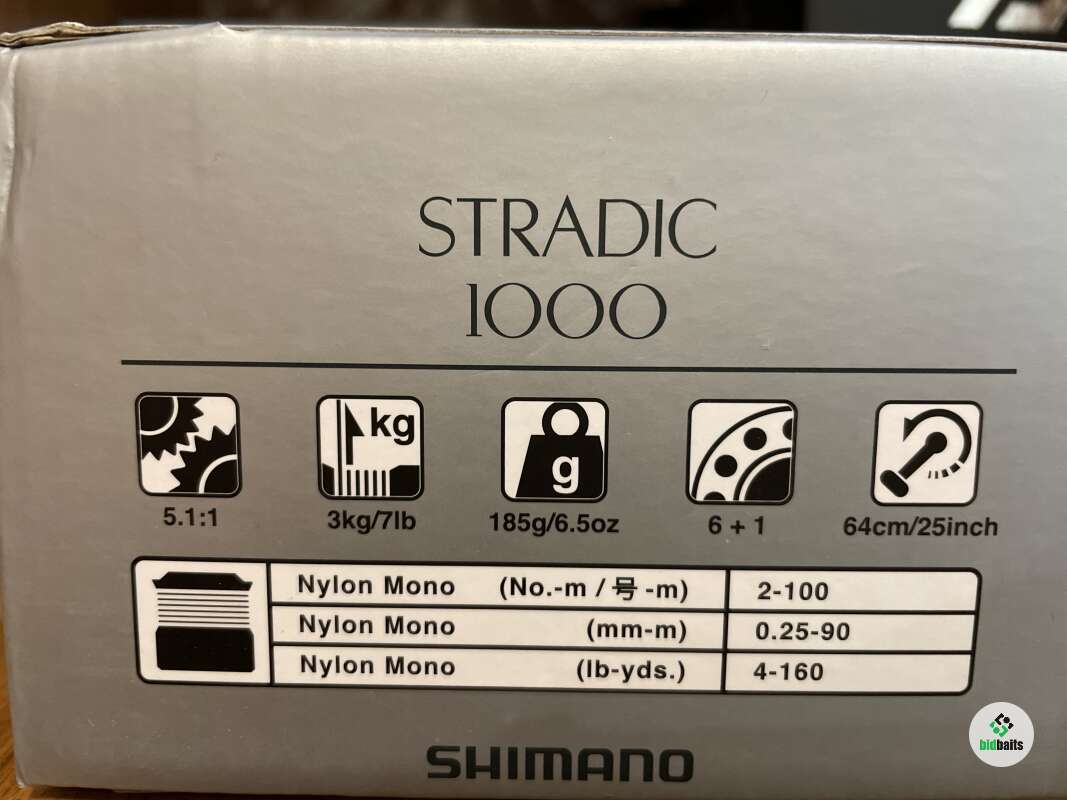 STRADIC
1000
kg
g
5.1:1
3kg/7lb
185g/6.5oz
6 + 1
64cm/25inch
Nylon Mono (No.-m / 号 -m) 2-100
Nylon Mono (mm-m) 0.25-90
Nylon Mono (lb-yds.) 4-160
SHIMANO
bidbaits